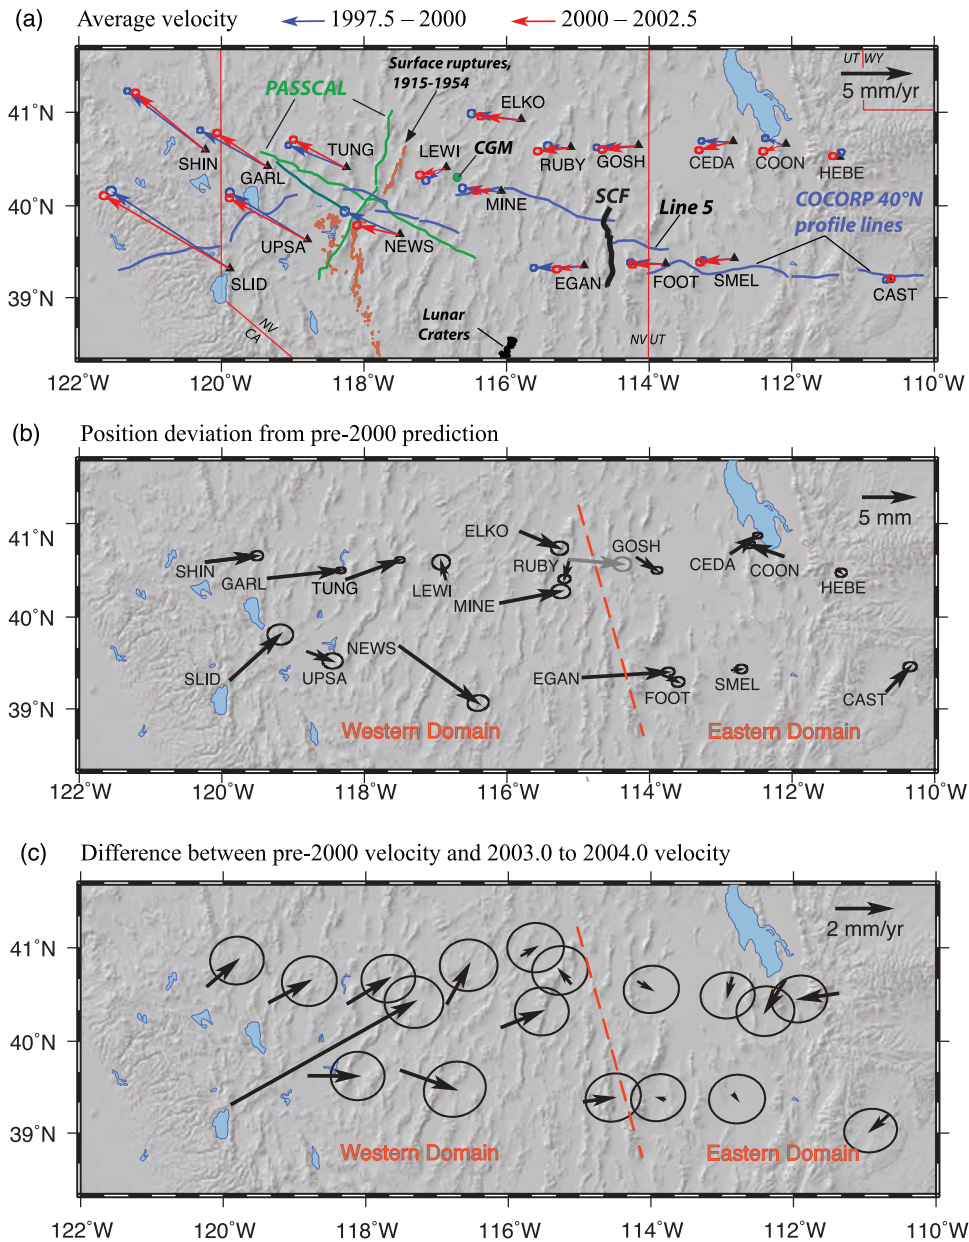 (a) Average velocity 1997.5 – 2000 2000 – 2002.5
Surface ruptures,
1915-1954
UT WY
5 mm/yr
PASSCAL
41°N
ELKO
SHIN
GARL
TUNG
LEWI
CGM
RUBY
GOSH
CEDA
COON
HEBE
40°N
MINE
SCF
Line 5
COCORP 40°N
profile lines
UPSA
NEWS
SLID
EGAN
FOOT
SMEL
CAST
39°N
NV
CA
Lunar
Craters
NV UT
122°W 120°W 118°W 116°W 114°W 112°W 110°W
(b) Position deviation from pre-2000 prediction
5 mm
41°N
ELKO
SHIN
GARL
TUNG
LEWI
RUBY
GOSH
CEDA
COON
HEBE
MINE
40°N
NEWS
SLID
UPSA
EGAN
FOOT
SMEL
CAST
39°N
Western Domain
Eastern Domain
122°W 120°W 118°W 116°W 114°W 112°W 110°W
(c) Difference between pre-2000 velocity and 2003.0 to 2004.0 velocity
2 mm/yr
41°N
40°N
39°N
Western Domain
Eastern Domain
122°W 120°W 118°W 116°W 114°W 112°W 110°W